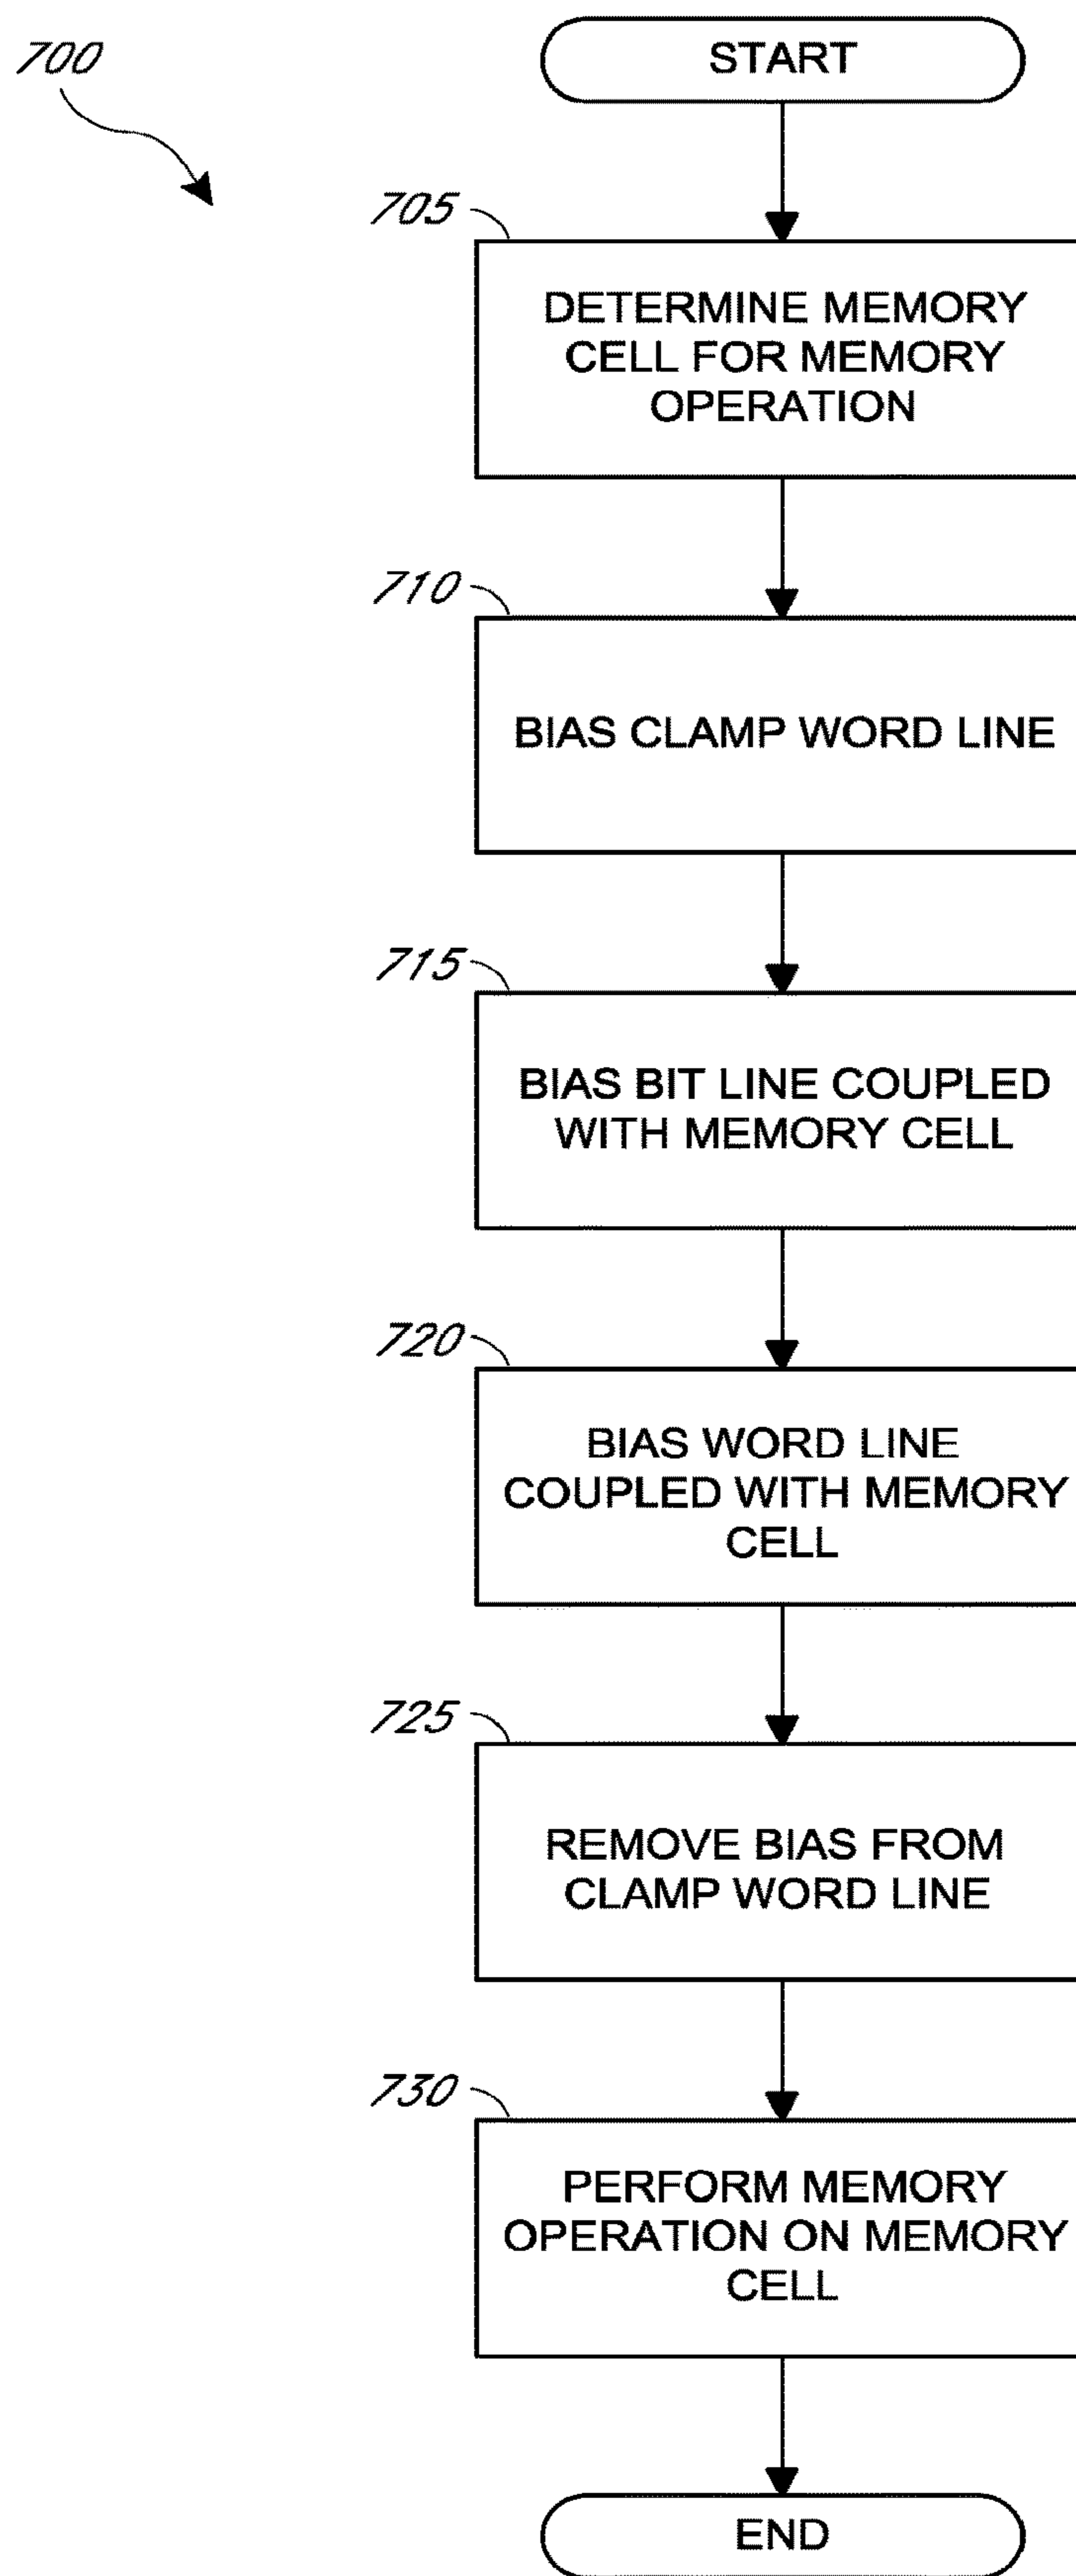 700
START
705
DETERMINE MEMORY
CELL FOR MEMORY
OPERATION
710
BIAS CLAMP WORD LINE
715
BIAS BIT LINE COUPLED
WITH MEMORY CELL
720
BIAS WORD LINE
COUPLED WITH MEMORY
CELL
725
REMOVE BIAS FROM
CLAMP WORD LINE
730
PERFORM MEMORY
OPERATION ON MEMORY
CELL
END